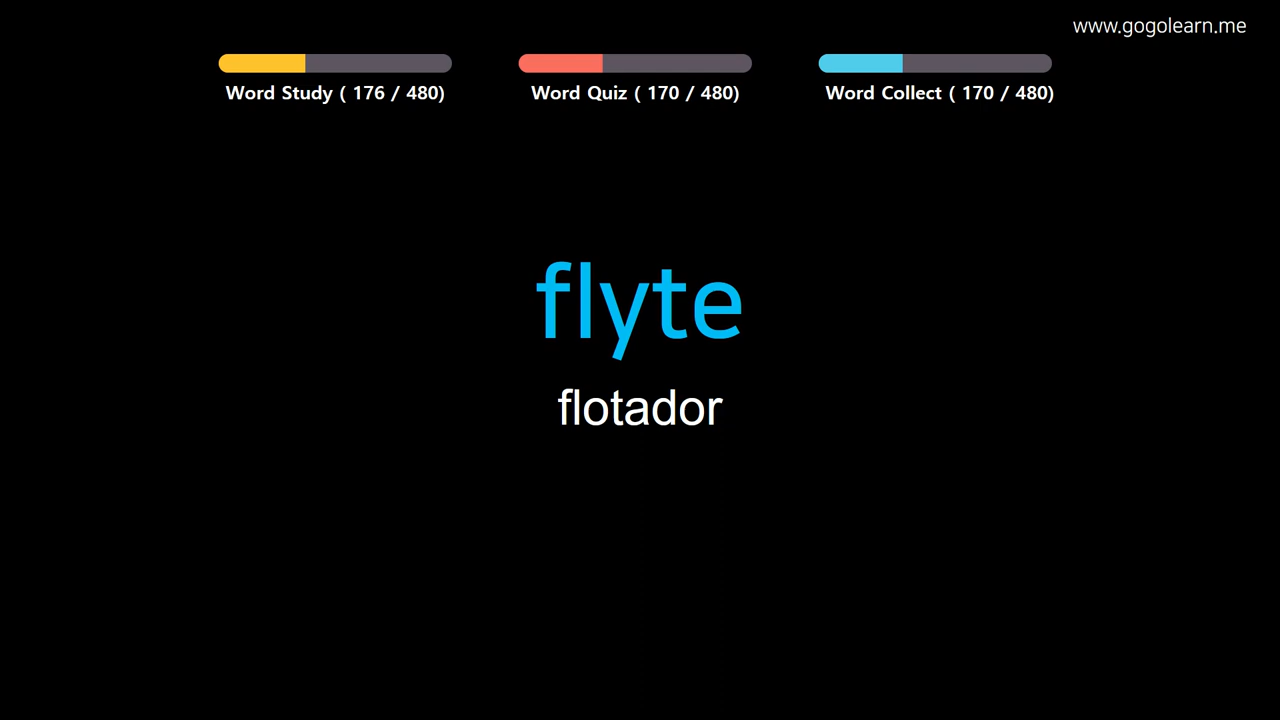 www.gogolearn.me
Word Study ( 176 / 480)
Word Quiz ( 170 / 480)
Word Collect ( 170 / 480)
flyte
flotador